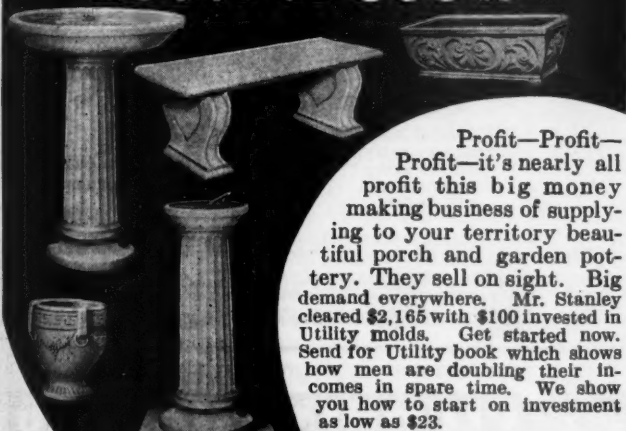 Profit—Profit—
Profit—it's nearly all
profit this big money
making business of supply-
ing to your territory beau-
tiful porch and garden pot-
tery. They sell on sight. Big
demand everywhere. Mr. Stanley
cleared $2,165 with $100 invested in
Utility molds. Get started now.
Send for Utility book which shows
how men are doubling their in-
comes in spare time. We show
you how to start on investment
as low as $23.